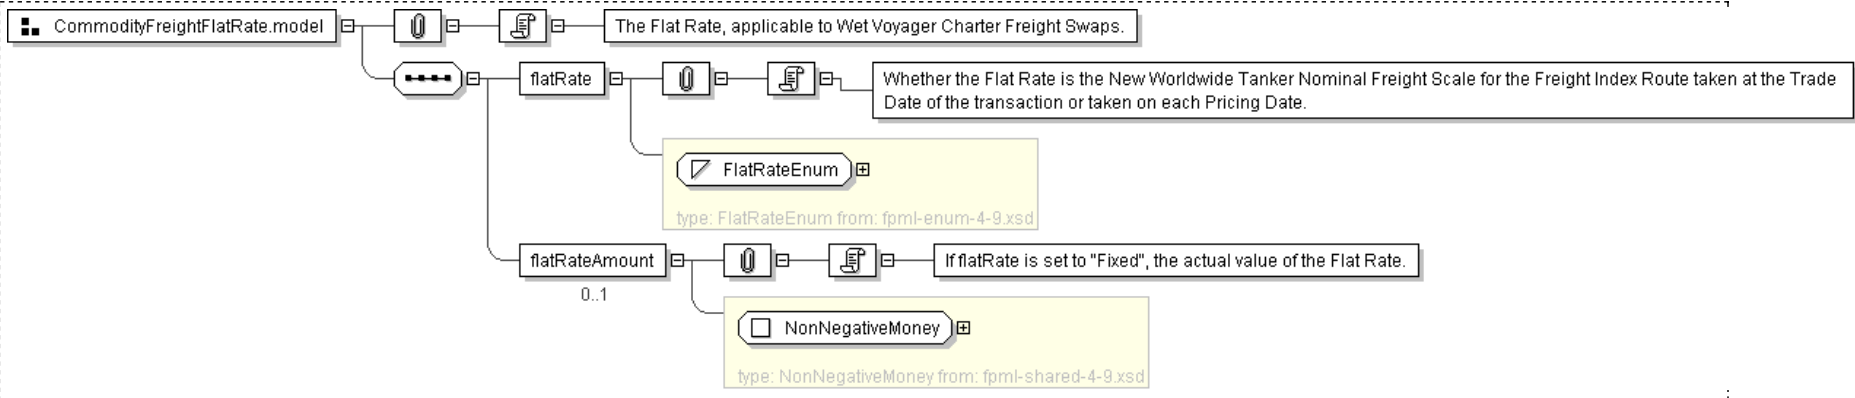 CommodityFreightFlatRate.model
The Flat Rate, applicable to Wet Voyager Charter Freight Swaps.
flatRate
Whether the Flat Rate is the New Worldwide Tanker Nominal Freight Scale for the Freight Index Route taken at the Trade
Date of the transaction or taken on each Pricing Date.
FlatRateEnum
type: FlatRateEnum from: fpml-enum-4-9.xsd
flatRateAmount
If flatRate is set to "Fixed", the actual value of the Flat Rate.
0..1
NonNegativeMoney
type: NonNegativeMoney from: fpml-shared-4-9.xsd